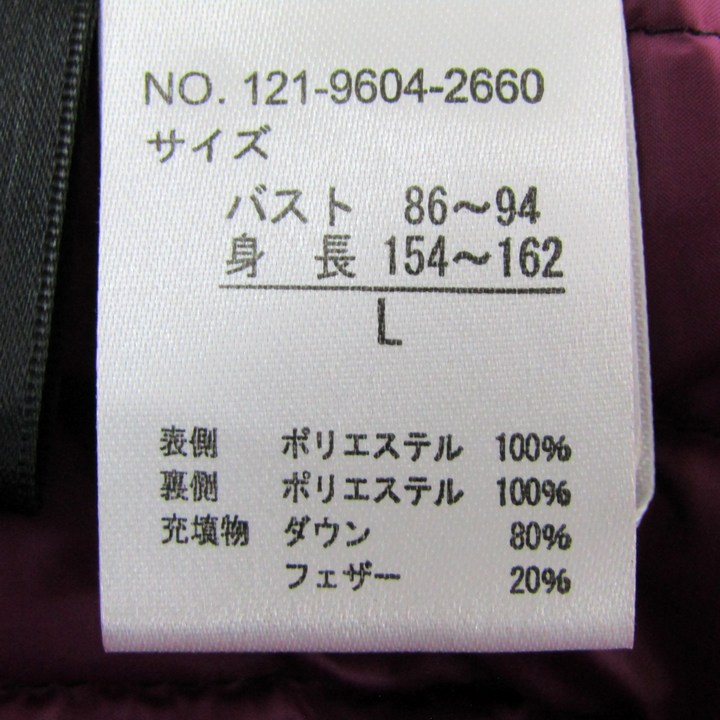 NO. 121-9604-2660
サイズ
バスト 86～94
身 長 154～162
L
表側 ポリエステル 100%
裏側 ポリエステル 100%
充填物 ダウン 80%
フェザー 20%